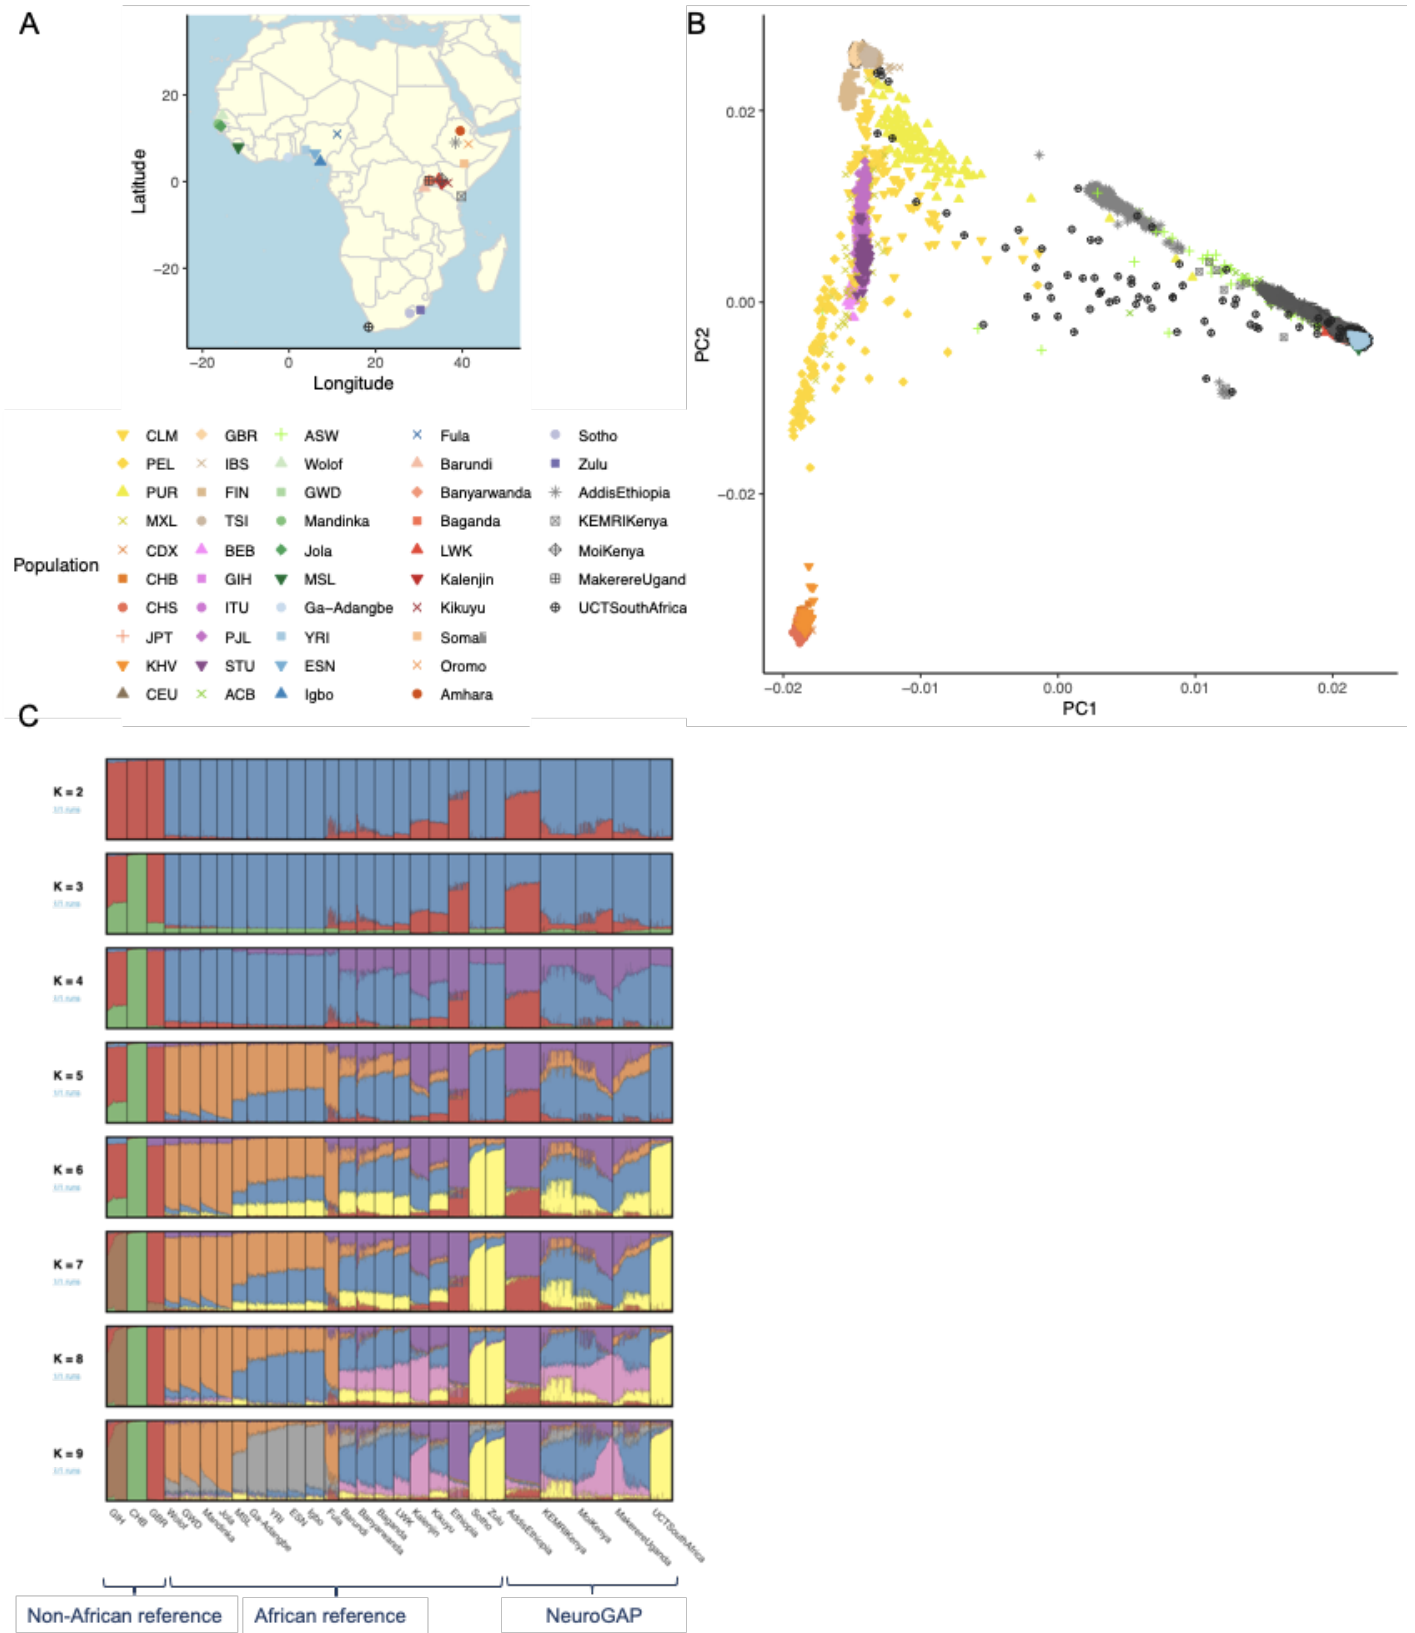 A
B
20
0
−20
Latitude
−20
0
20
40
Longitude
0.02
0.00
−0.02
PC2
−0.02
−0.01
0.00
0.01
0.02
PC1
Population
CLM GBR ASW Fula Sotho
PEL IBS Wolof Barundi Zulu
PUR FIN GWD Banyarwanda AddisEthiopia
MXL TSI Mandinka Baganda KEMRIKenya
CDX BEB Jola LWK MoiKenya
CHB GIH MSL Kalenjin MakerereUgand
CHS ITU Ga−Adangbe Kikuyu UCTSouthAfrica
JPT PJL YRI Somali
KHV STU ESN Oromo
CEU ACB Igbo Amhara
C
K = 2
K = 3
K = 4
K = 5
K = 6
K = 7
K = 8
K = 9
GIH
CHB
GBR
Wolof
GWD
Mandinka
Jola
MSL
Ga-Adangbe
YRI
ESN
Igbo
Fula
Barundi
Banyarwanda
Baganda
LWK
Kalenjin
Kikuyu
Ethiopia
Sotho
Zulu
AddisEthiopia
KEMRIKenya
MoiKenya
MakerereUganda
UCTSouthAfrica
Non-African reference
African reference
NeuroGAP